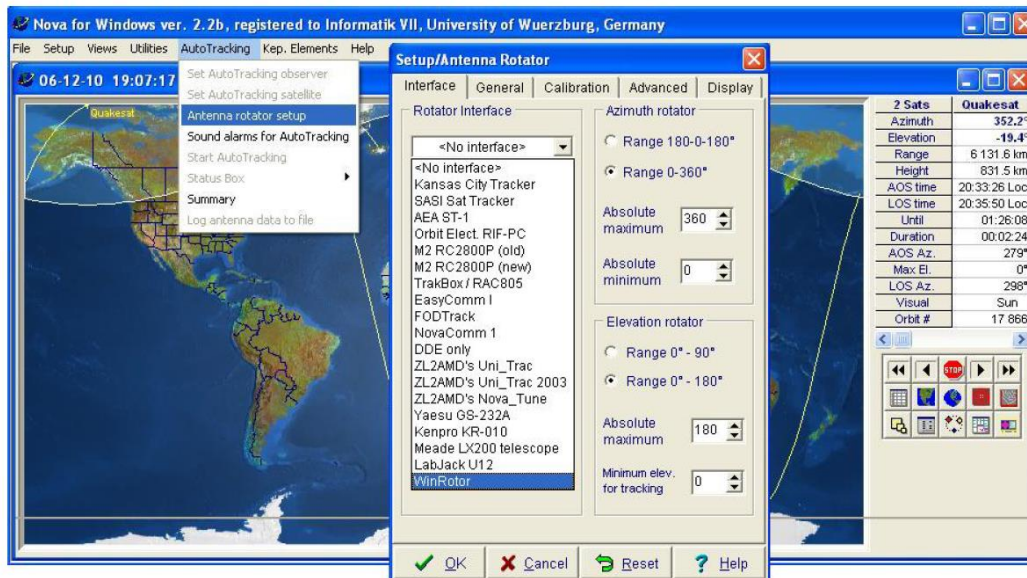 Nova for Windows ver. 2.2b, registered to Informatik VII, University of Wuerzburg, Germany
File Setup Views Utilities AutoTracking Kep. Elements Help
06-12-10 19:07:17
Set AutoTracking observer
Set AutoTracking satellite
Antenna rotator setup
Sound alarms for AutoTracking
Start AutoTracking
Status Box
Summary
Log antenna data to file
Quakesat
Setup/Antenna Rotator
Interface General Calibration Advanced Display
Rotator Interface
<No interface>
<No interface>
Kansas City Tracker
SASI Sat Tracker
AEA ST-1
Orbit Elect. RIF-PC
M2 RC2800P (old)
M2 RC2800P (new)
TrakBox / RAC805
EasyComm I
FODTrack
NovaComm 1
DDE only
ZL2AMD's Uni_Trac
ZL2AMD's Uni_Trac 2003
ZL2AMD's Nova_Tune
Yaesu GS-232A
Kenpro KR-010
Meade LX200 telescope
LabJack U12
WinRotor
Azimuth rotator
Range 180-0-180°
Range 0-360°
Absolute
maximum 360
Absolute
minimum 0
Elevation rotator
Range 0° - 90°
Range 0° - 180°
Absolute
maximum 180
Minimum elev.
for tracking 0
OK Cancel Reset Help
2 Sats Quakesat
Azimuth 352.2°
Elevation -19.4°
Range 6 131.6 km
Height 831.5 km
AOS time 20:33:26 Loc
LOS time 20:35:50 Loc
Until 01:26:08
Duration 00:02:24
AOS Az. 279°
Max El. 0°
LOS Az. 298°
Visual Sun
Orbit # 17 866
STOP